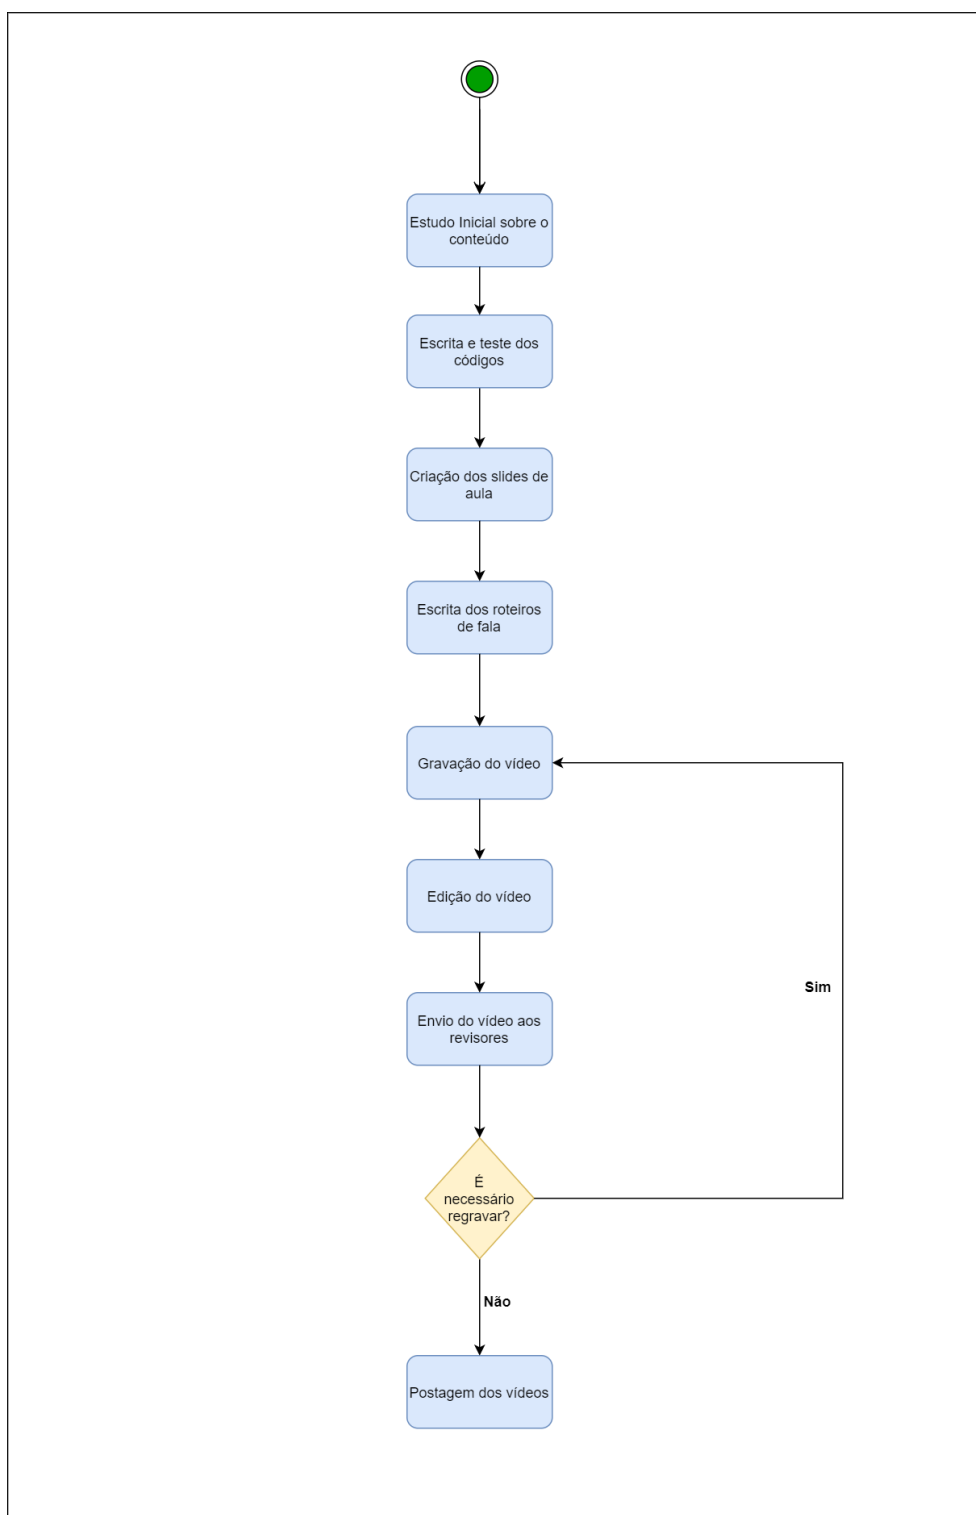 Estudo Inicial sobre o
conteúdo
Escrita e teste dos
códigos
Criação dos slides de
aula
Escrita dos roteiros
de fala
Gravação do vídeo
Edição do vídeo
Sim
Envio do vídeo aos
revisores
É
necessário
regravar?
Não
Postagem dos vídeos